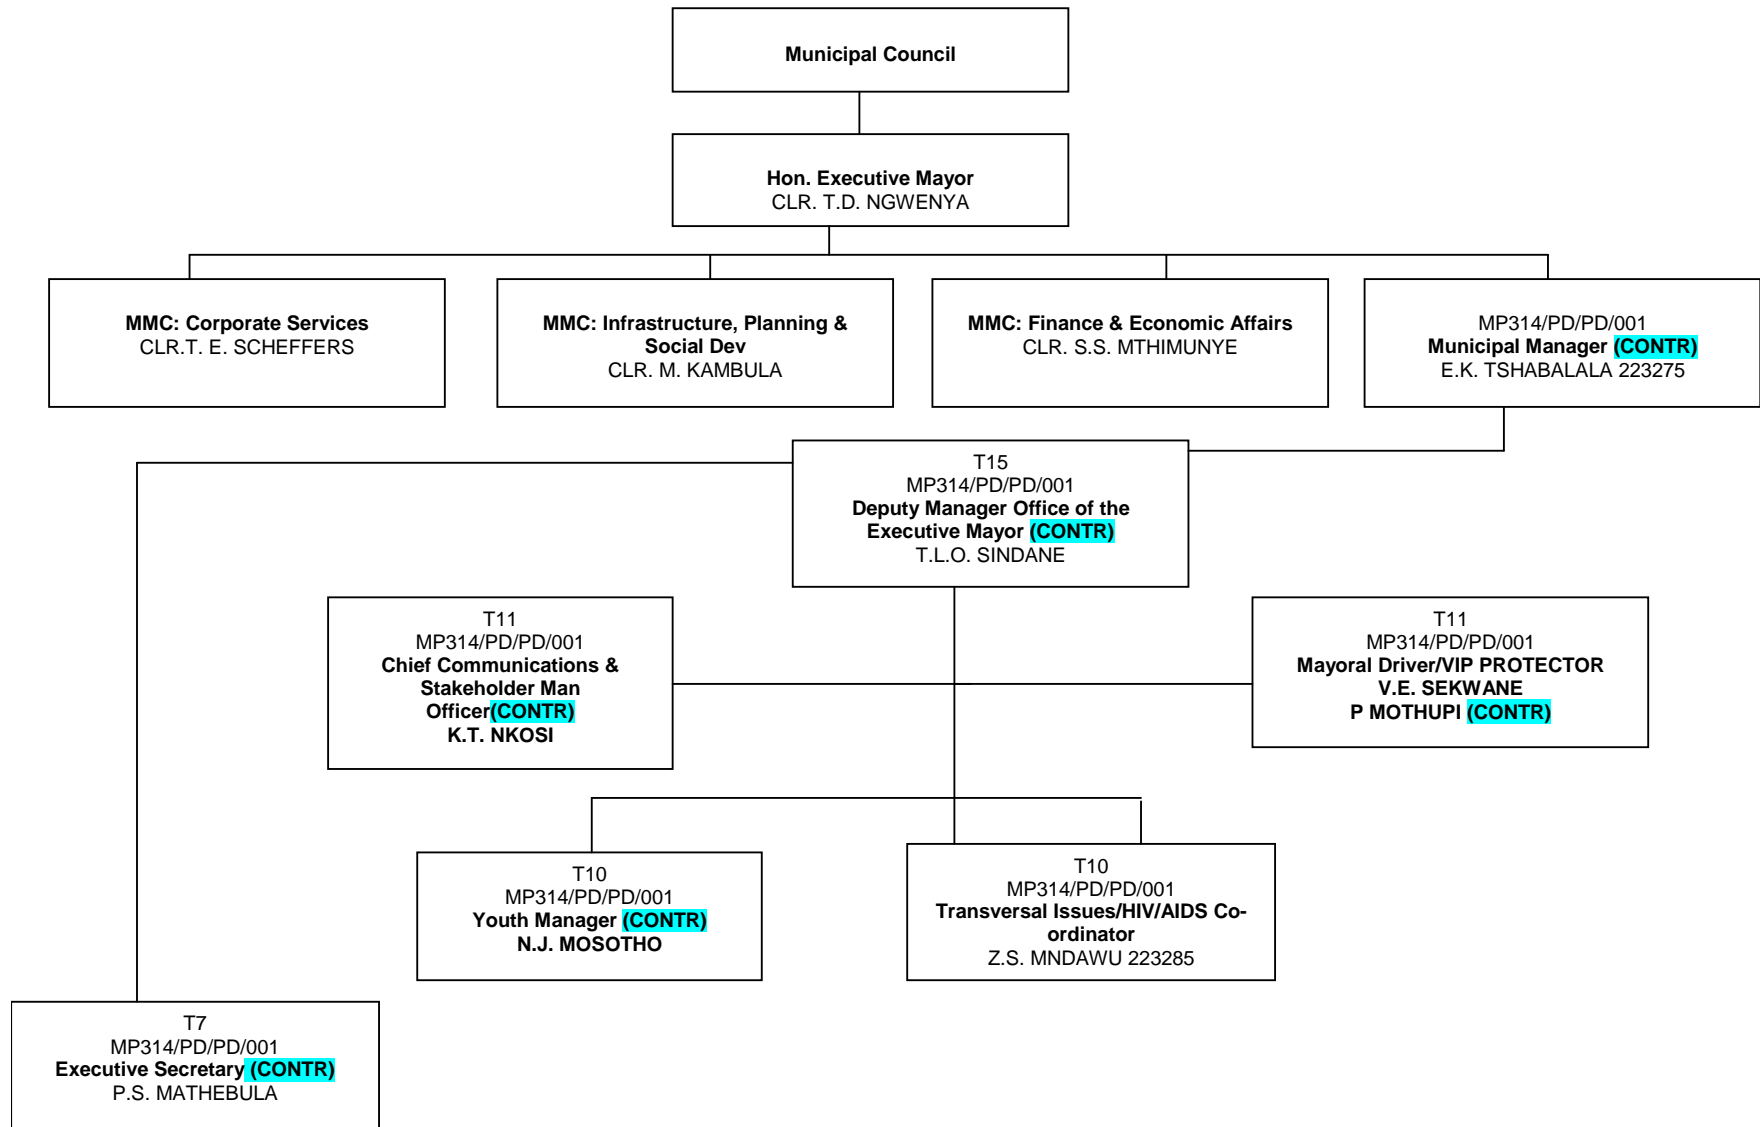 Municipal Council
Hon. Executive Mayor
CLR. T.D. NGWENYA
MMC: Corporate Services
CLR.T. E. SCHEFFERS
MMC: Infrastructure, Planning &
Social Dev
CLR. M. KAMBULA
MMC: Finance & Economic Affairs
CLR. S.S. MTHIMUNYE
MP314/PD/PD/001
Municipal Manager (CONTR)
E.K. TSHABALALA 223275
T15
MP314/PD/PD/001
Deputy Manager Office of the
Executive Mayor (CONTR)
T.L.O. SINDANE
T11
MP314/PD/PD/001
Chief Communications &
Stakeholder Man
Officer(CONTR)
K.T. NKOSI
T11
MP314/PD/PD/001
Mayoral Driver/VIP PROTECTOR
V.E. SEKWANE
P MOTHUPI (CONTR)
T10
MP314/PD/PD/001
Youth Manager (CONTR)
N.J. MOSOTHO
T10
MP314/PD/PD/001
Transversal Issues/HIV/AIDS Co-
ordinator
Z.S. MNDAWU 223285
T7
MP314/PD/PD/001
Executive Secretary (CONTR)
P.S. MATHEBULA